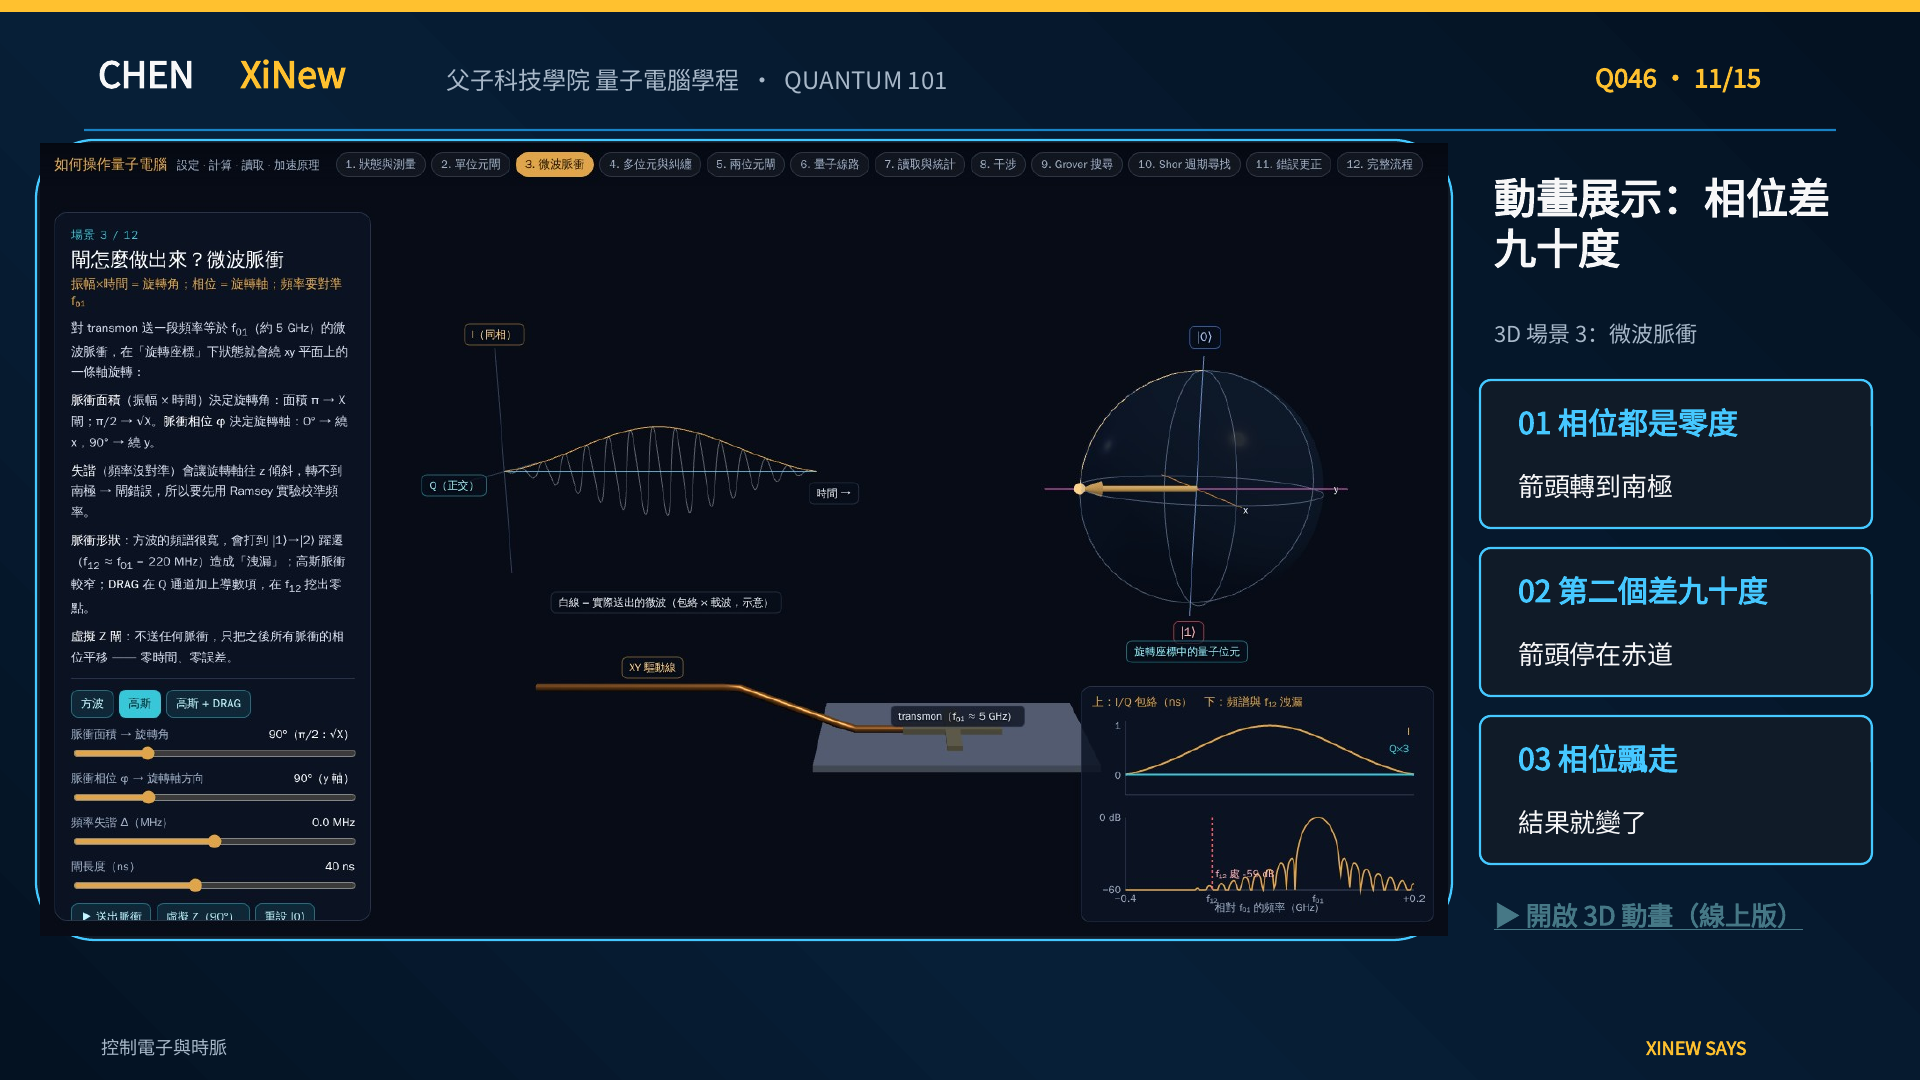 CHEN XiNew
父子科技學院 量子電腦學程 · QUANTUM 101
Q046 · 11/15
如何操作量子電腦 設定 · 計算 · 讀取 · 加速原理
1. 狀態與測量
2. 單位元閘
3. 微波脈衝
4. 多位元與糾纏
5. 兩位元閘
6. 量子線路
7. 讀取與統計
8. 干涉
9. Grover 搜尋
10. Shor 週期尋找
11. 錯誤更正
12. 完整流程
場景 3 / 12
閘怎麼做出來？微波脈衝
振幅×時間 = 旋轉角；相位 = 旋轉軸；頻率要對準
f₀₁
對 transmon 送一段頻率等於 f₀₁（約 5 GHz）的微
波脈衝，在「旋轉座標」下狀態就會繞 xy 平面上的
一條軸旋轉：
脈衝面積（振幅 × 時間）決定旋轉角：面積 π → X
閘；π/2 → √X。脈衝相位 φ 決定旋轉軸：0° → 繞
x，90° → 繞 y。
失諧（頻率沒對準）會讓旋轉軸往 z 傾斜，轉不到
南極 → 閘錯誤，所以要先用 Ramsey 實驗校準頻
率。
脈衝形狀：方波的頻譜很寬，會打到 |1⟩→|2⟩ 躍遷
（f₁₂ ≈ f₀₁ − 220 MHz）造成「洩漏」；高斯脈衝
較窄；DRAG 在 Q 通道加上導數項，在 f₁₂ 挖出零
點。
虛擬 Z 閘：不送任何脈衝，只把之後所有脈衝的相
位平移 —— 零時間、零誤差。
方波
高斯
高斯 + DRAG
脈衝面積 → 旋轉角 90°（π/2：√X）
脈衝相位 φ → 旋轉軸方向 90°（y 軸）
頻率失諧 Δ（MHz） 0.0 MHz
閘長度（ns） 40 ns
▶ 送出脈衝
虛擬 Z（90°）
重設 |0⟩
I（同相）
Q（正交）
時間 →
白線 = 實際送出的微波（包絡 × 載波，示意）
XY 驅動線
transmon（f₀₁ ≈ 5 GHz）
|0⟩
y
x
|1⟩
旋轉座標中的量子位元
上：I/Q 包絡（ns） 下：頻譜與 f₁₂ 洩漏
1
I
Q×3
0
0 dB
f₁₂ 處 -59 dB
−60
−0.4
f₁₂
f₀₁
+0.2
相對 f₀₁ 的頻率（GHz）
動畫展示：相位差
九十度
3D 場景 3：微波脈衝
01 相位都是零度
箭頭轉到南極
02 第二個差九十度
箭頭停在赤道
03 相位飄走
結果就變了
▶ 開啟 3D 動畫（線上版）
控制電子與時脈
XINEW SAYS